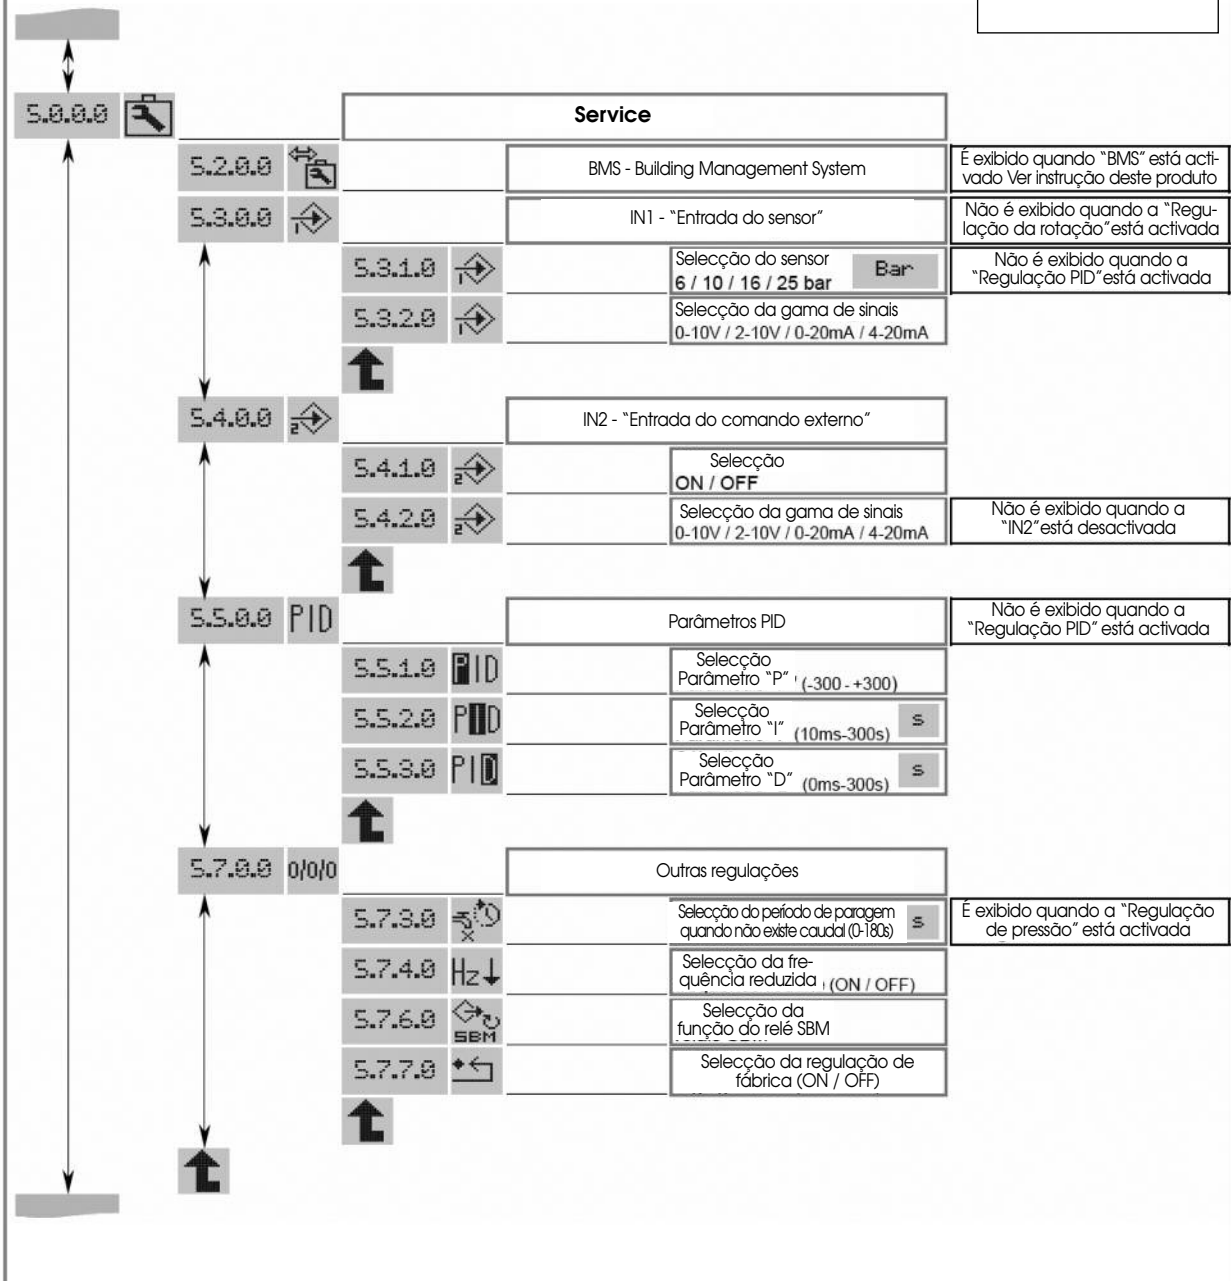 5.0.0.0
Service
5.2.0.0
BMS - Building Management System
É exibido quando “BMS” está acti-
vado Ver instrução deste produto
5.3.0.0
1
IN1 - “Entrada do sensor”
Não é exibido quando a “Regu-
lação da rotação”está activada
5.3.1.0
1
Selecção do sensor
6 / 10 / 16 / 25 bar
Bar
Não é exibido quando a
“Regulação PID”está activada
5.3.2.0
1
Selecção da gama de sinais
0-10V / 2-10V / 0-20mA / 4-20mA
5.4.0.0
2
IN2 - “Entrada do comando externo”
5.4.1.0
2
Selecção
ON / OFF
5.4.2.0
2
Selecção da gama de sinais
0-10V / 2-10V / 0-20mA / 4-20mA
Não é exibido quando a
“IN2”está desactivada
5.5.0.0
PID
Parâmetros PID
Não é exibido quando a
“Regulação PID” está activada
5.5.1.0
PID
Selecção
Parâmetro “P” (-300 - +300)
5.5.2.0
PID
Selecção
Parâmetro “I” (10ms-300s)
s
5.5.3.0
PID
Selecção
Parâmetro “D” (0ms-300s)
s
5.7.0.0
0/0/0
Outras regulações
5.7.3.0
Selecção do período de paragem
quando não existe caudal (0-180s)
s
É exibido quando a “Regulação
de pressão” está activada
5.7.4.0
Hz
Selecção da fre-
quência reduzida (ON / OFF)
5.7.6.0
SBM
Selecção da
função do relé SBM
5.7.7.0
Selecção da regulação de
fábrica (ON / OFF)